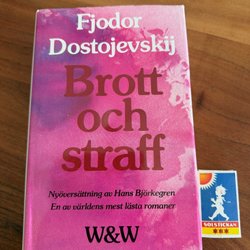 Fjodor
Dostojevskij
Brott
och
straff
Nyöversättning av Hans Björkegren
En av världens mest lästa romaner
W&W
SOLSTICKAN